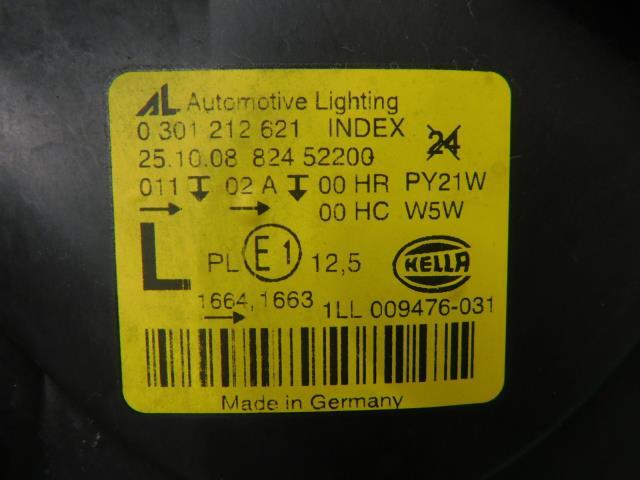 AL Automotive Lighting
0 301 212 621 INDEX 24
25.10.08 824 52200
011 02 A 00 HR PY21W
00 HC W5W
L PL E1 12,5 HELLA
1664,1663 1LL 009476-031
Made in Germany